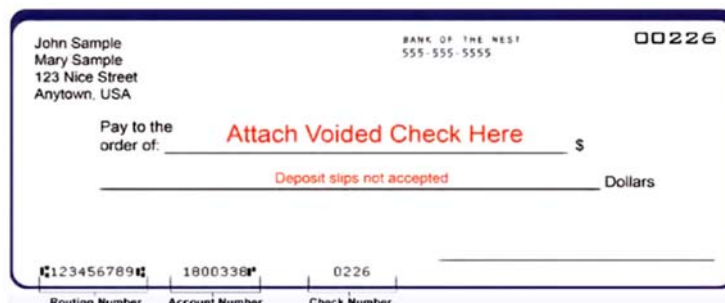 John Sample
Mary Sample
123 Nice Street
Anytown, USA
BANK OF THE WEST
555-555-5555
00226
Pay to the
order of:
Attach Voided Check Here
$
Deposit slips not accepted
Dollars
⑆123456789⑆ 1800338⑈ 0226
Routing Number Account Number Check Number